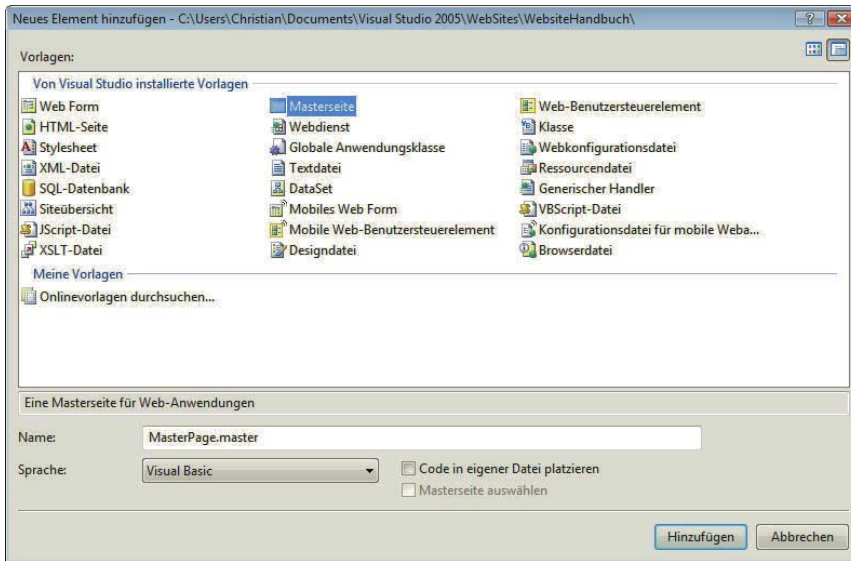 Neues Element hinzufügen - C:\Users\Christian\Documents\Visual Studio 2005\WebSites\WebsiteHandbuch\
Vorlagen:
Von Visual Studio installierte Vorlagen
Web Form
Masterseite
Web-Benutzersteuerelement
HTML-Seite
Webdienst
Klasse
Stylesheet
Globale Anwendungsklasse
Webkonfigurationsdatei
XML-Datei
Textdatei
Ressourcendatei
SQL-Datenbank
DataSet
Generischer Handler
Siteübersicht
Mobiles Web Form
VBScript-Datei
JScript-Datei
Mobile Web-Benutzersteuerelement
Konfigurationsdatei für mobile Weba...
XSLT-Datei
Designdatei
Browserdatei
Meine Vorlagen
Onlinevorlagen durchsuchen...
Eine Masterseite für Web-Anwendungen
Name:
MasterPage.master
Sprache:
Visual Basic
Code in eigener Datei platzieren
Masterseite auswählen
Hinzufügen
Abbrechen